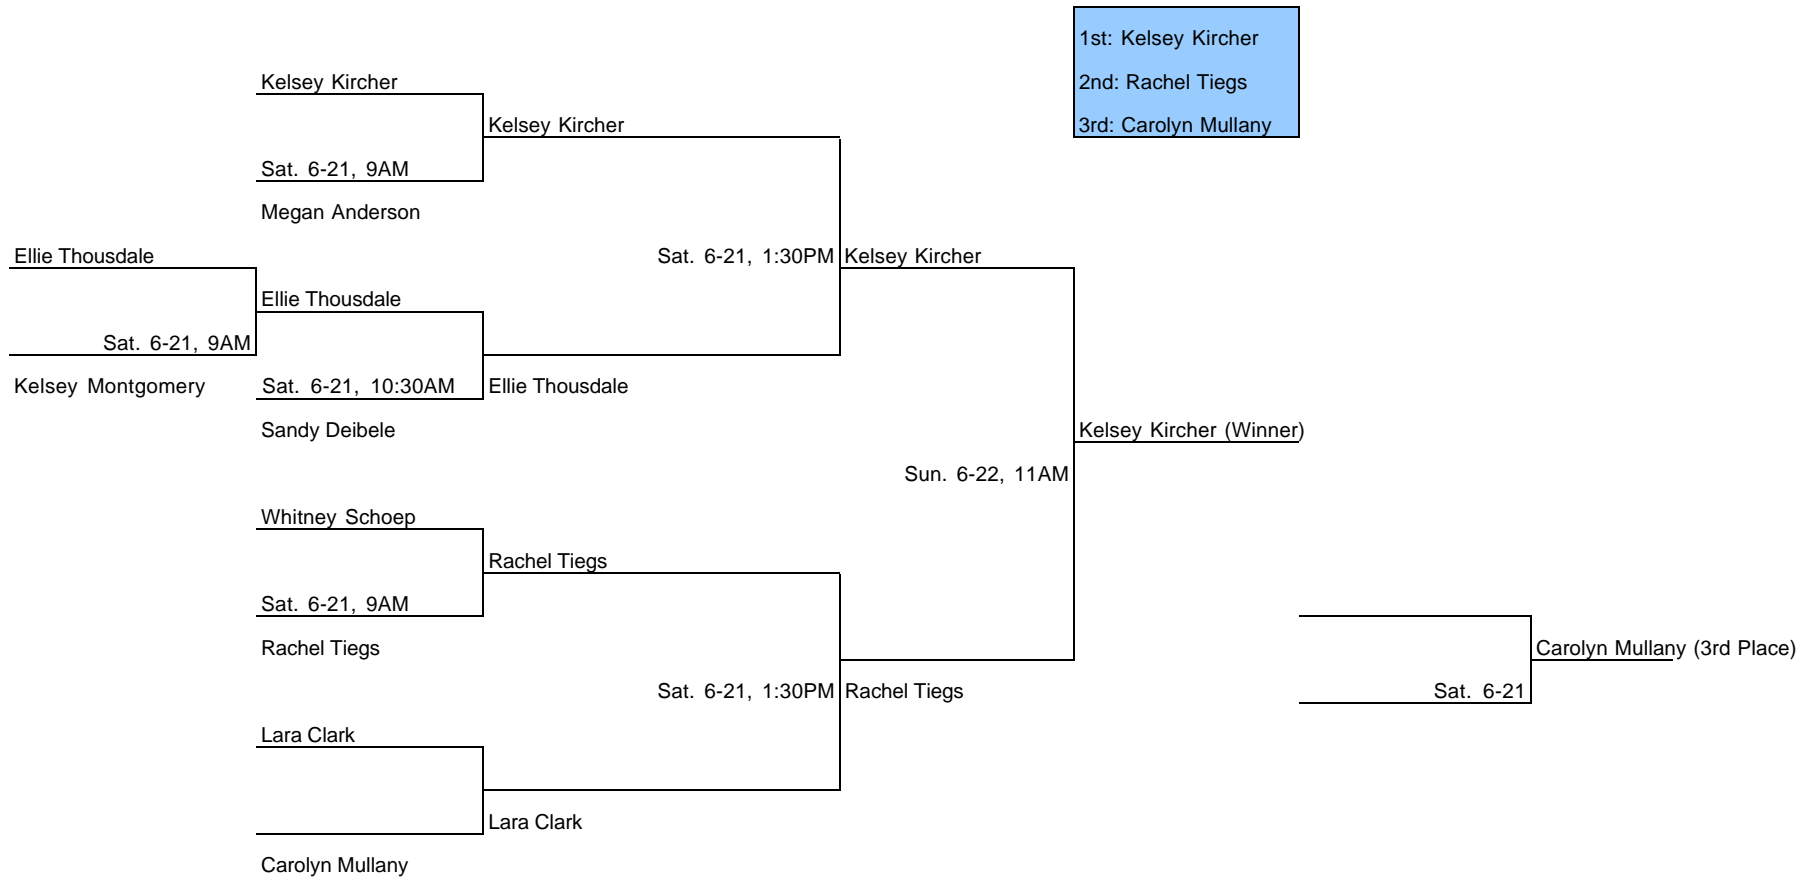 1st: Kelsey Kircher
Kelsey Kircher
2nd: Rachel Tiegs
Kelsey Kircher
3rd: Carolyn Mullany
Sat. 6-21, 9AM
Megan Anderson
Ellie Thousdale
Sat. 6-21, 1:30PM
Kelsey Kircher
Ellie Thousdale
Sat. 6-21, 9AM
Kelsey Montgomery
Sat. 6-21, 10:30AM
Ellie Thousdale
Sandy Deibele
Kelsey Kircher (Winner)
Sun. 6-22, 11AM
Whitney Schoep
Rachel Tiegs
Sat. 6-21, 9AM
Rachel Tiegs
Carolyn Mullany (3rd Place)
Sat. 6-21, 1:30PM
Rachel Tiegs
Sat. 6-21
Lara Clark
Lara Clark
Carolyn Mullany